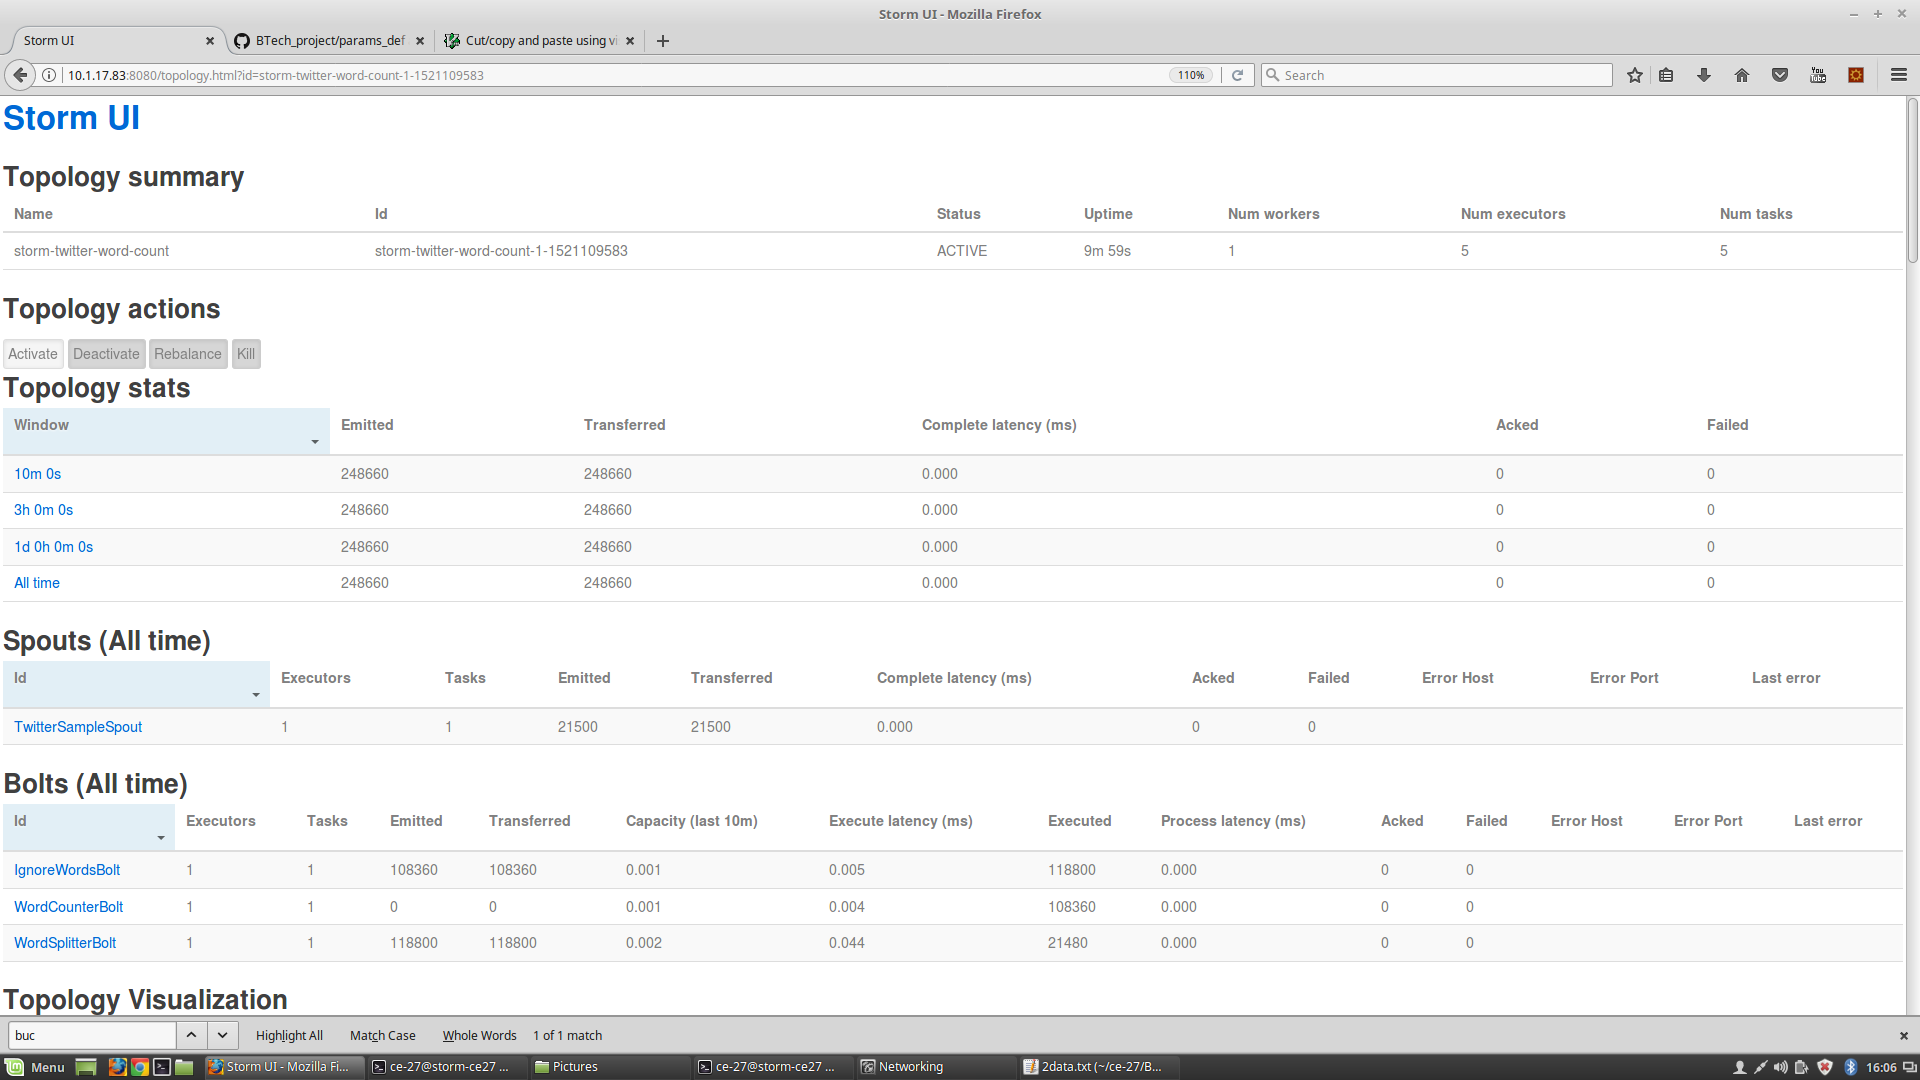 Storm UI - Mozilla Firefox
Storm UI
BTech_project/params_def
Cut/copy and paste using vi
10.1.17.83:8080/topology.html?id=storm-twitter-word-count-1-1521109583
110%
Search
You Tube
Storm UI
Topology summary
Name Id Status Uptime Num workers Num executors Num tasks
storm-twitter-word-count storm-twitter-word-count-1-1521109583 ACTIVE 9m 59s 1 5 5
Topology actions
Activate Deactivate Rebalance Kill
Topology stats
Window Emitted Transferred Complete latency (ms) Acked Failed
10m 0s 248660 248660 0.000 0 0
3h 0m 0s 248660 248660 0.000 0 0
1d 0h 0m 0s 248660 248660 0.000 0 0
All time 248660 248660 0.000 0 0
Spouts (All time)
Id Executors Tasks Emitted Transferred Complete latency (ms) Acked Failed Error Host Error Port Last error
TwitterSampleSpout 1 1 21500 21500 0.000 0 0
Bolts (All time)
Id Executors Tasks Emitted Transferred Capacity (last 10m) Execute latency (ms) Executed Process latency (ms) Acked Failed Error Host Error Port Last error
IgnoreWordsBolt 1 1 108360 108360 0.001 0.005 118800 0.000 0 0
WordCounterBolt 1 1 0 0 0.001 0.004 108360 0.000 0 0
WordSplitterBolt 1 1 118800 118800 0.002 0.044 21480 0.000 0 0
Topology Visualization
buc Highlight All Match Case Whole Words 1 of 1 match
Menu Storm UI - Mozilla Fi... ce-27@storm-ce27 ... Pictures ce-27@storm-ce27 ... Networking 2data.txt (~/ce-27/B... 16:06